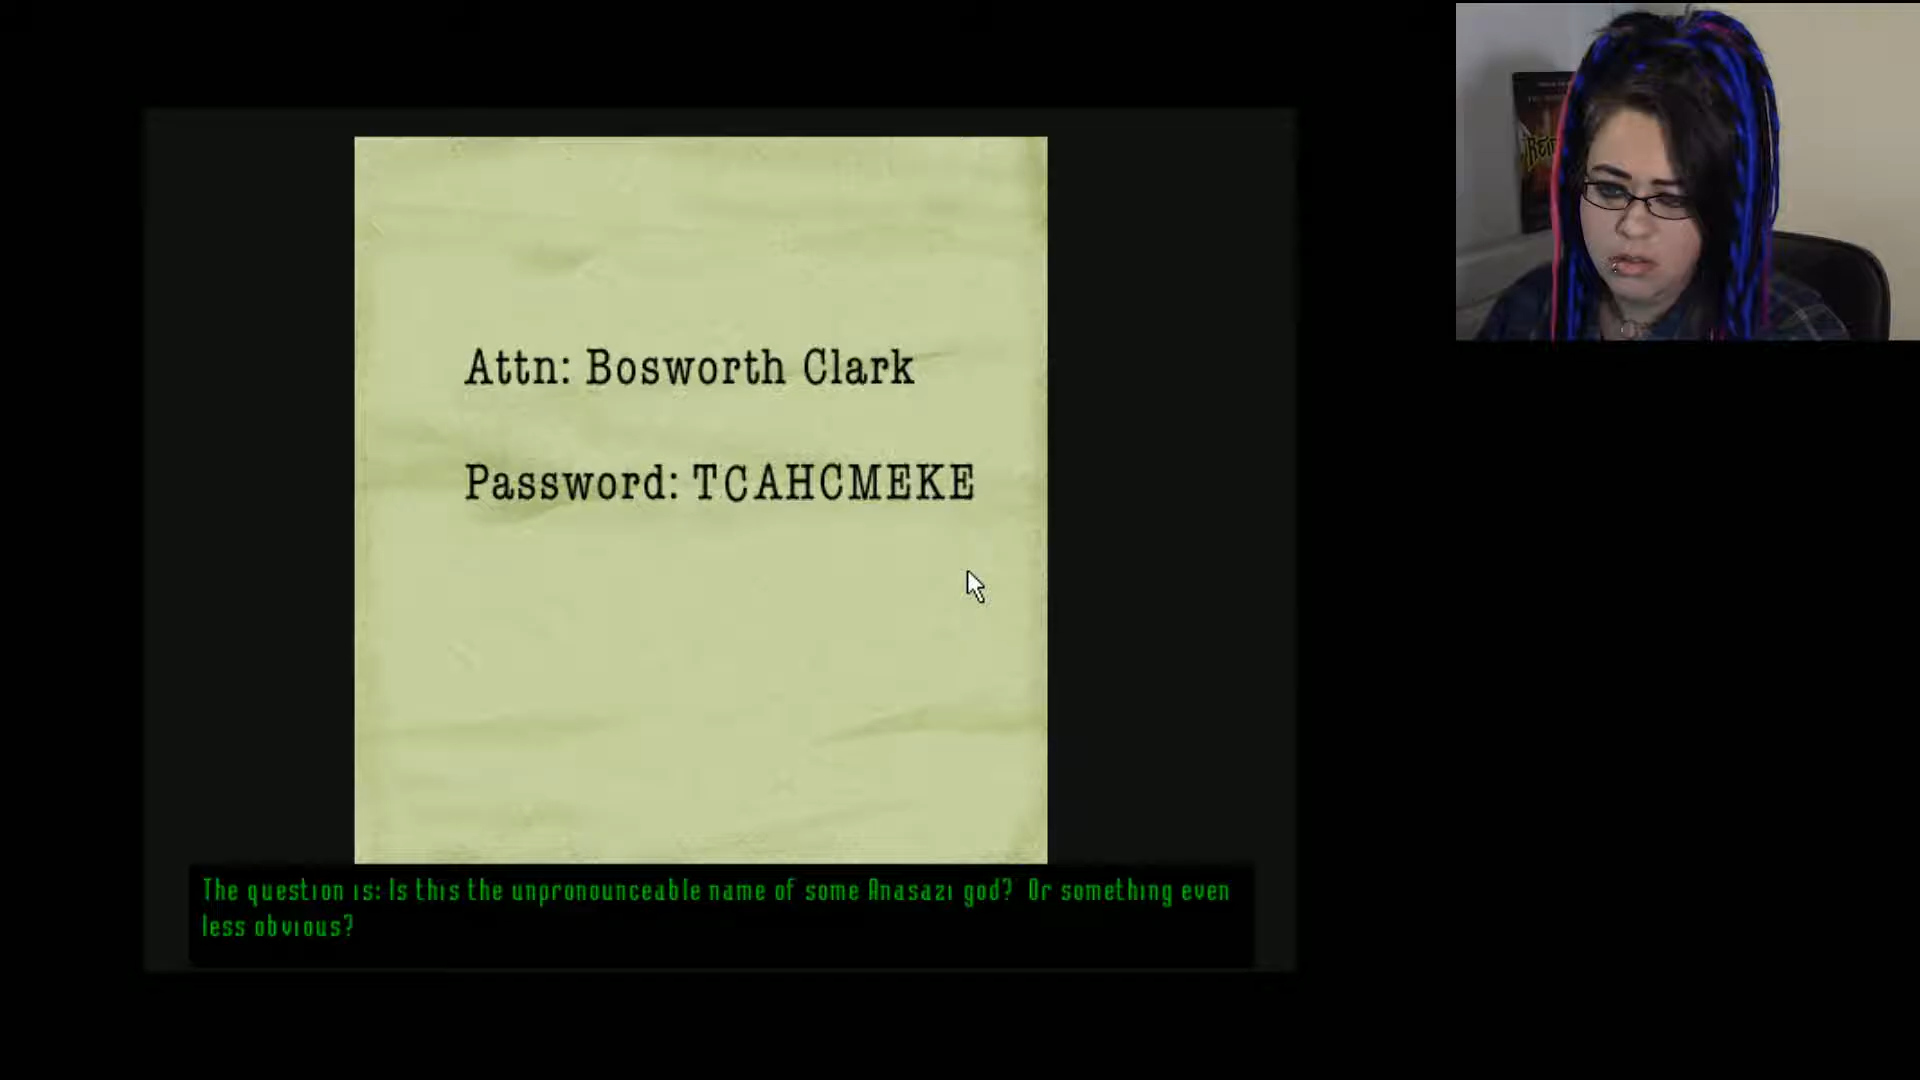 Attn: Bosworth Clark
Password: TCAHCMEKE
The question is: Is this the unpronounceable name of some Anasazi god? Or something even
less obvious?